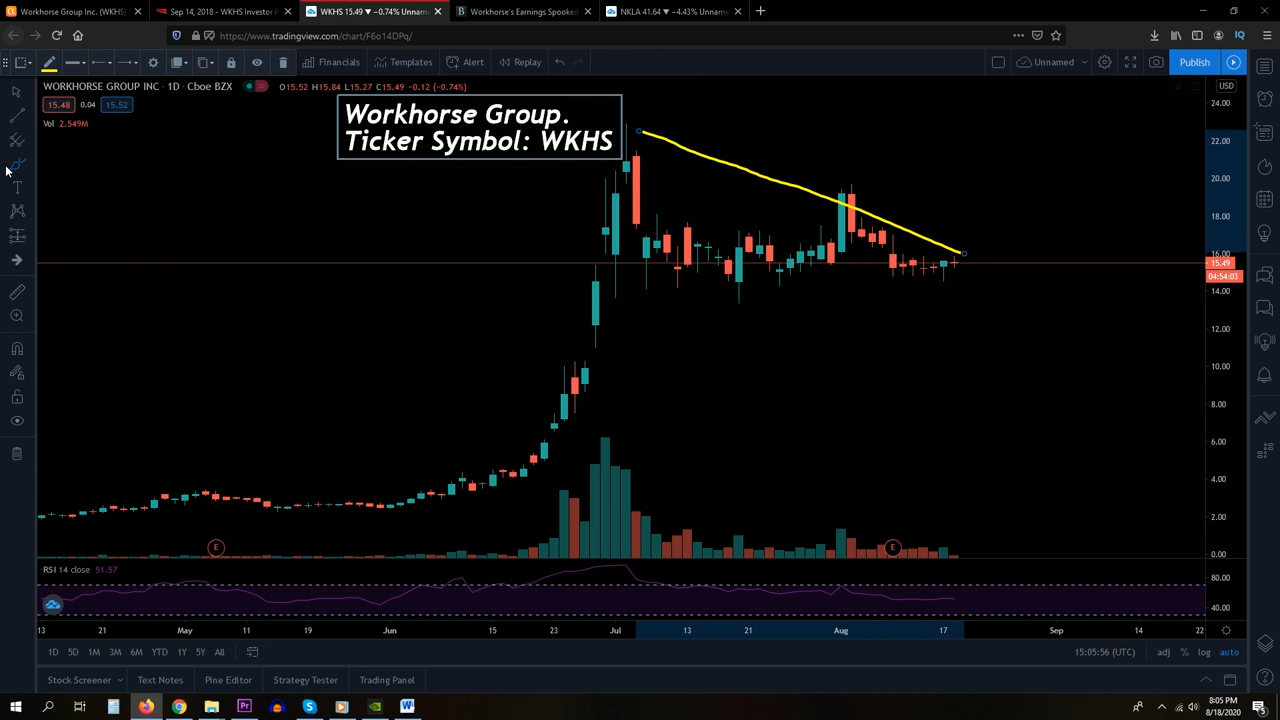 Workhorse Group Inc. (WKHS)
Sep 14, 2018 - WKHS Investor P
WKHS 15.49 ▼ −0.74% Unnam
Workhorse's Earnings Spooked
NKLA 41.64 ▼ −4.43% Unnam
https://www.tradingview.com/chart/F6o14DPq/
Financials
Templates
Alert
Replay
Unnamed
Publish
WORKHORSE GROUP INC · 1D · Cboe BZX
O15.52 H15.84 L15.27 C15.49 −0.12 (−0.74%)
USD
15.48 0.04 15.52
Vol 2.549M
Workhorse Group.
Ticker Symbol: WKHS
24.00
22.00
20.00
18.00
16.00
15.49
04:54:03
14.00
12.00
10.00
8.00
6.00
4.00
2.00
0.00
E
E
RSI 14 close 51.57
80.00
40.00
13 21 May 11 19 Jun 15 23 Jul 13 21 Aug 17 Sep 14 22
1D 5D 1M 3M 6M YTD 1Y 5Y All
15:05:56 (UTC) adj % log auto
Stock Screener Text Notes Pine Editor Strategy Tester Trading Panel
8:05 PM
8/18/2020